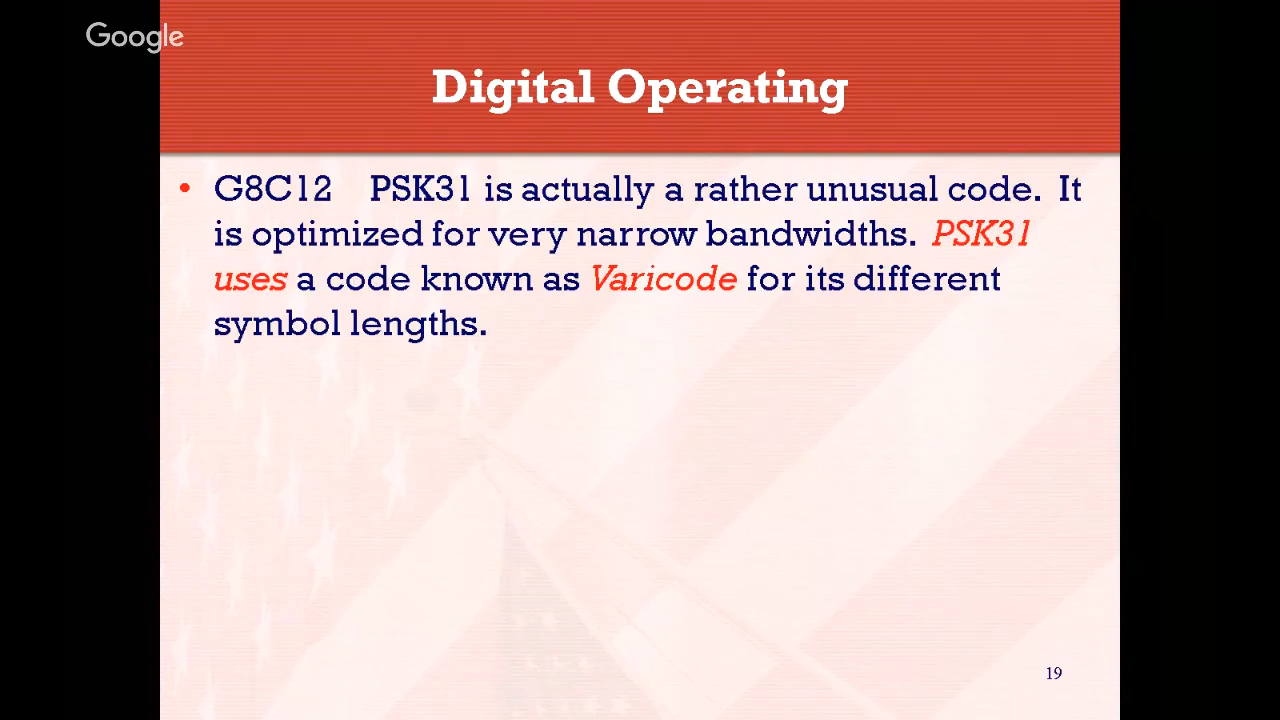 Google
Digital Operating
• G8C12 PSK31 is actually a rather unusual code. It
is optimized for very narrow bandwidths. PSK31
uses a code known as Varicode for its different
symbol lengths.
19